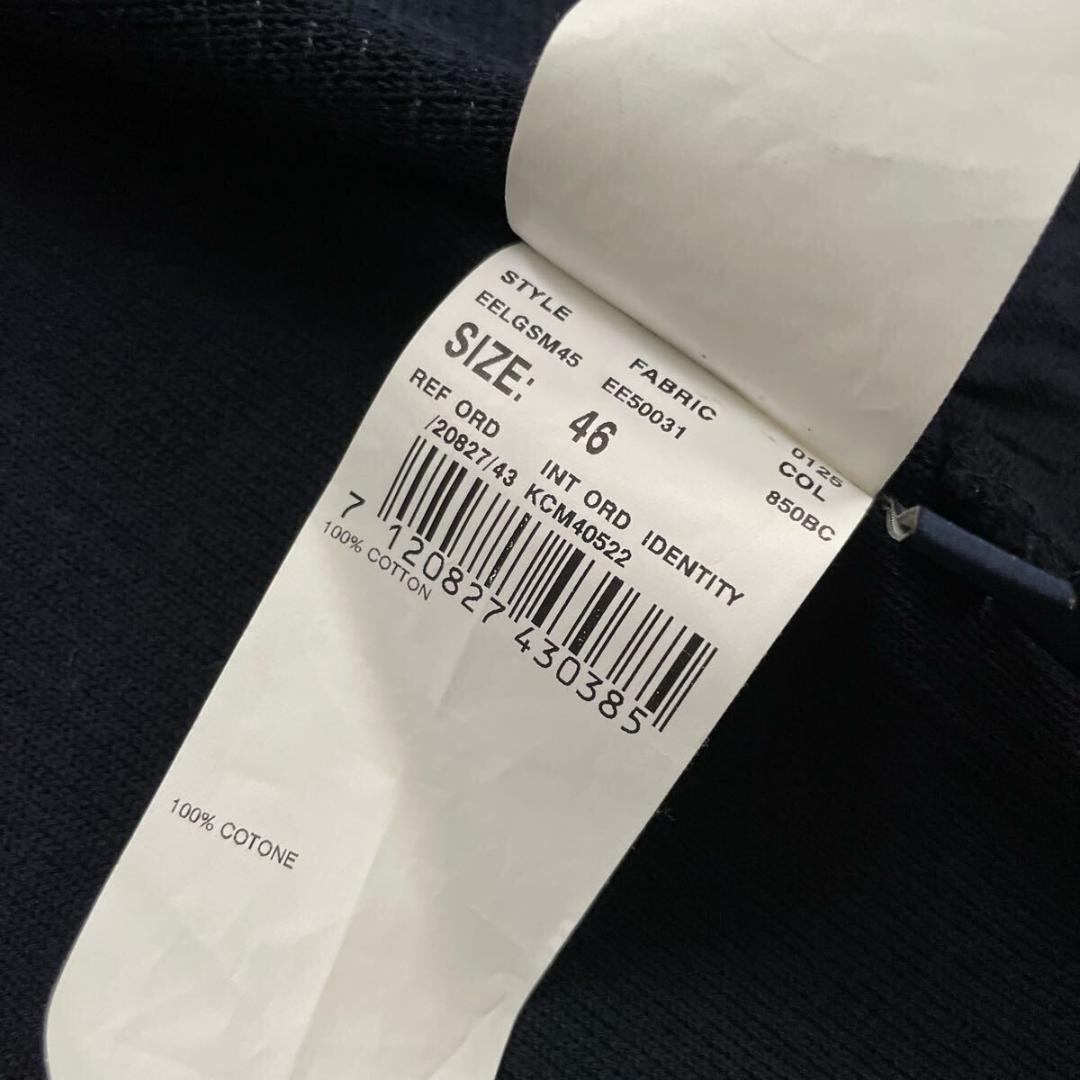 STYLE FABRIC 0125
EELGSM45 EE50031 COL
SIZE: 46 850BC
REF ORD INT ORD IDENTITY
/20827/43 KCM40522
7 120827 430385
100% COTTON
100% COTONE